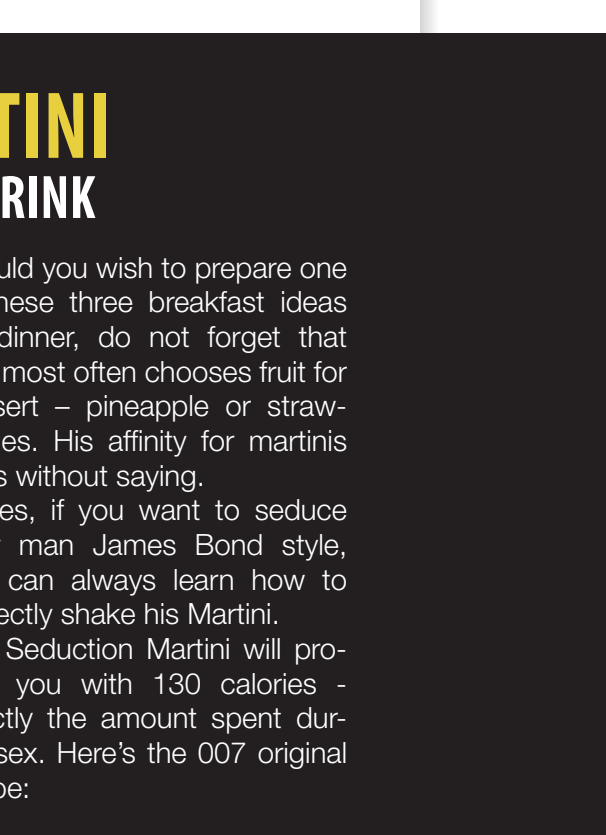 TINI
RINK
uld you wish to prepare one
hese three breakfast ideas
dinner, do not forget that
most often chooses fruit for
sert – pineapple or straw-
es. His affinity for martinis
s without saying.
es, if you want to seduce
man James Bond style,
can always learn how to
ectly shake his Martini.
Seduction Martini will pro-
you with 130 calories -
ctly the amount spent dur-
sex. Here's the 007 original
pe: